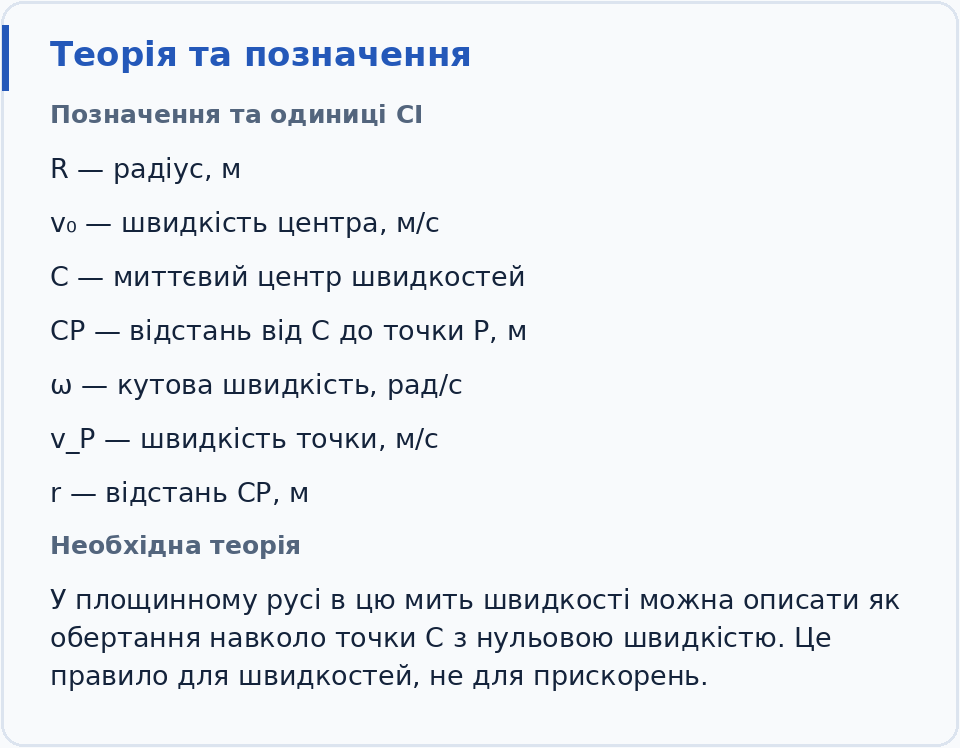 Теорія та позначення
Позначення та одиниці СІ
R — радіус, м
v₀ — швидкість центра, м/с
C — миттєвий центр швидкостей
CP — відстань від C до точки P, м
ω — кутова швидкість, рад/с
v_P — швидкість точки, м/с
r — відстань CP, м
Необхідна теорія
У площинному русі в цю мить швидкості можна описати як
обертання навколо точки C з нульовою швидкістю. Це
правило для швидкостей, не для прискорень.